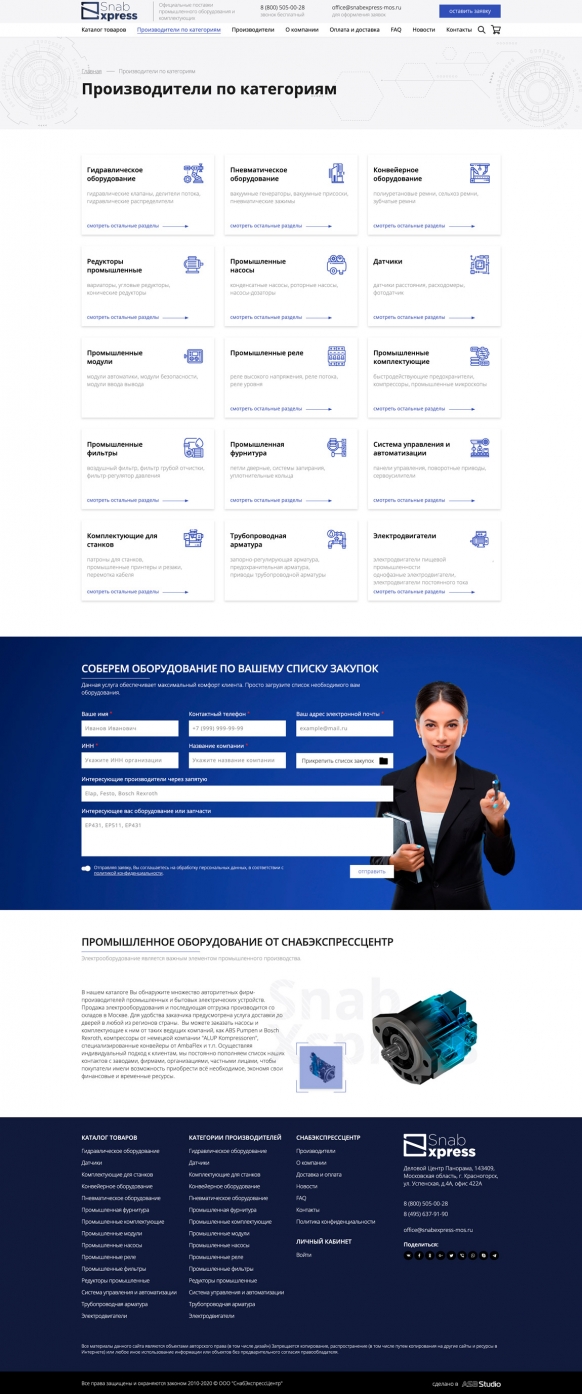 Snab
Xpress
Официальные поставки
промышленного оборудования и
комплектующих
8 (800) 505-00-28
звонок бесплатный
office@snabexpress-mos.ru
для оформления заявок
оставить заявку
Каталог товаров
Производители по категориям
Производители
О компании
Оплата и доставка
FAQ
Новости
Контакты
Главная
Производители по категориям
Производители по категориям
Гидравлическое
оборудование
гидравлические клапаны, делители потока,
гидравлические распределители
смотреть остальные разделы
Пневматическое
оборудование
вакуумные генераторы, вакуумные присоски,
пневматические зажимы
смотреть остальные разделы
Конвейерное
оборудование
полиуретановые ремни, сельхоз ремни,
зубчатые ремни
смотреть остальные разделы
Редукторы
промышленные
вариаторы, угловые редукторы,
конические редукторы
смотреть остальные разделы
Промышленные
насосы
конденсатные насосы, роторные насосы,
насосы-дозаторы
смотреть остальные разделы
Датчики
датчики расстояния, расходомеры,
фотодатчик
смотреть остальные разделы
Промышленные
модули
модули автоматики, модули безопасности,
модули ввода вывода
Промышленные реле
реле высокого напряжения, реле потока,
реле уровня
смотреть остальные разделы
Промышленные
комплектующие
быстродействующие предохранители,
компрессоры, промышленные микроскопы
смотреть остальные разделы
Промышленные
фильтры
воздушный фильтр, фильтр грубой отчистки,
фильтр-регулятор давления
смотреть остальные разделы
Промышленная
фурнитура
петли дверные, системы запирания,
уплотнительные кольца
смотреть остальные разделы
Система управления и
автоматизации
панели управления, поворотные приводы,
сервоусилители
смотреть остальные разделы
Комплектующие для
станков
патроны для станков,
промышленные принтеры и резаки,
перемотка кабеля
смотреть остальные разделы
Трубопроводная
арматура
запорно-регулирующая арматура,
предохранительная арматура,
приводы трубопроводной арматуры
Электродвигатели
электродвигатели пищевой
промышленности
однофазные электродвигатели,
электродвигатели постоянного тока
смотреть остальные разделы
СОБЕРЕМ ОБОРУДОВАНИЕ ПО ВАШЕМУ СПИСКУ ЗАКУПОК
Данная услуга обеспечивает максимальный комфорт клиента. Просто загрузите список необходимого вам
оборудования.
Ваше имя *
Контактный телефон *
Ваш адрес электронной почты *
Иванов Иванович
+7 (999) 999-99-99
example@mail.ru
ИНН *
Название компании *
Укажите ИНН организации
Укажите название компании
Прикрепить список закупок
Интересующие производители через запятую
Elap, Festo, Bosch Rexroth
Интересующее вас оборудование или запчасти
EP431, EP511, EP431
Отправляя заявку, Вы соглашаетесь на обработку персональных данных, в соответствии с
политикой конфиденциальности.
отправить
ПРОМЫШЛЕННОЕ ОБОРУДОВАНИЕ ОТ СНАБЭКСПРЕССЦЕНТР
Электрооборудование является важным элементом промышленного производства.
В нашем каталоге Вы обнаружите множество авторитетных фирм-
производителей промышленных и бытовых электрических устройств.
Продажа электрооборудования и последующая отгрузка производится со
складов в Москве. Для удобства заказа предусмотрена услуга доставки до
дверей в любой из регионов страны. Вы можете заказать насосы и
комплектующие к ним от таких ведущих компаний, как ABS Pumpen и Bosch
Rexroth, компрессоры от немецкой компании "ALUP Kompressoren",
специализированные конвейеры от Ambaflex и т.п. Осуществляя
индивидуальный подход к клиентам, мы постоянно пополняем список наших
контактов с заводами, фирмами, организациями, частными лицами, чтобы
покупатели имели возможность приобрести всё необходимое, экономя свои
финансовые и временные ресурсы.
Snab
Xpress
КАТАЛОГ ТОВАРОВ
Гидравлическое оборудование
Датчики
Комплектующие для станков
Конвейерное оборудование
Пневматическое оборудование
Промышленная фурнитура
Промышленные комплектующие
Промышленные модули
Промышленные насосы
Промышленные реле
Промышленные фильтры
Редукторы промышленные
Система управления и автоматизации
Трубопроводная арматура
Электродвигатели
КАТЕГОРИИ ПРОИЗВОДИТЕЛЕЙ
Гидравлическое оборудование
Датчики
Комплектующие для станков
Конвейерное оборудование
Пневматическое оборудование
Промышленная фурнитура
Промышленные комплектующие
Промышленные модули
Промышленные насосы
Промышленные реле
Промышленные фильтры
Редукторы промышленные
Система управления и автоматизации
Трубопроводная арматура
Электродвигатели
СНАБЭКСПРЕССЦЕНТР
Производители
О компании
Доставка и оплата
Новости
FAQ
Контакты
Политика конфиденциальности
ЛИЧНЫЙ КАБИНЕТ
Войти
Snab
Xpress
Деловой Центр Панорама, 143409,
Московская область, г. Красногорск,
ул. Успенская, д.4А, офис 422А
8 (800) 505-00-28
8 (495) 637-91-90
office@snabexpress-mos.ru
Поделиться:
Все материалы данного сайта являются объектами авторского права (в том числе дизайн) Запрещается копирование, распространение (в том числе путем копирования на другие сайты и ресурсы в
Интернете) или любое иное использование информации или объектов без предварительного согласия правообладателя.
Все права защищены и охраняются законом 2010-2020 © ООО "СнабЭкспрессЦентр"
сделано в ASB Studio